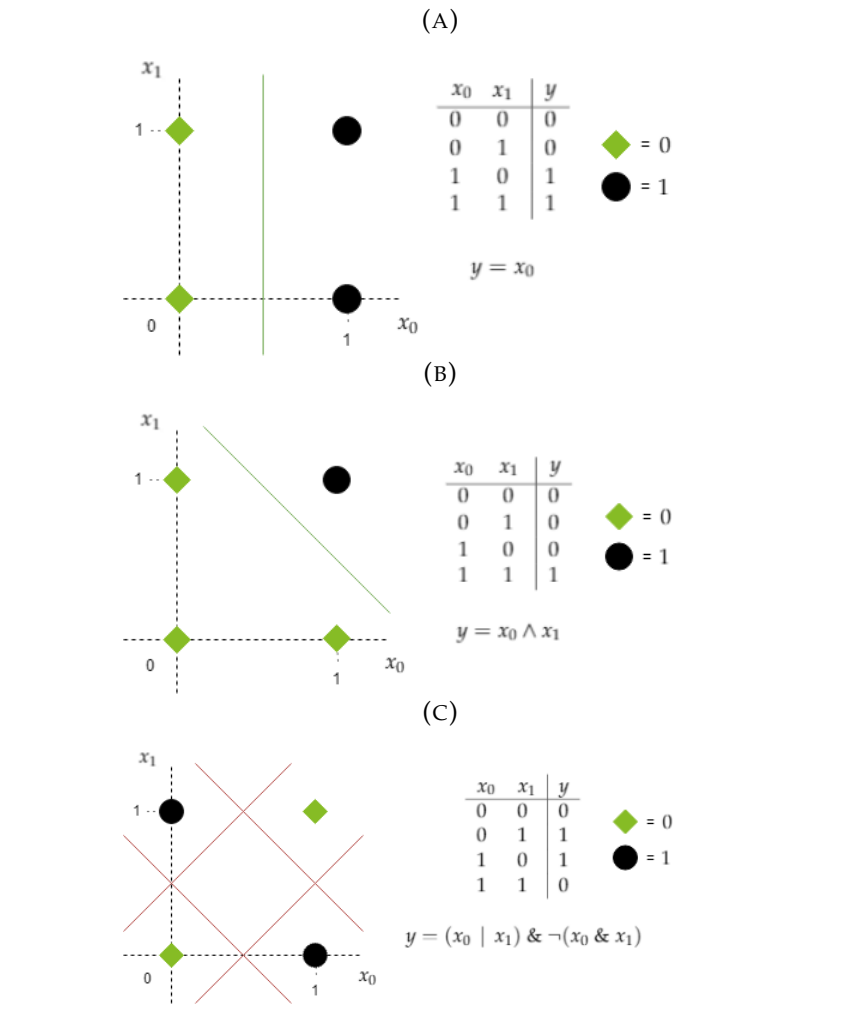 (A)
x₁
1
0
1
x₀
x₀ x₁ y
0 0 0
0 1 0
1 0 1
1 1 1
= 0
= 1
y = x₀
(B)
x₁
1
0
1
x₀
x₀ x₁ y
0 0 0
0 1 0
1 0 0
1 1 1
= 0
= 1
y = x₀ ∧ x₁
(C)
x₁
1
0
1
x₀
x₀ x₁ y
0 0 0
0 1 1
1 0 1
1 1 0
= 0
= 1
y = (x₀ | x₁) & ¬(x₀ & x₁)